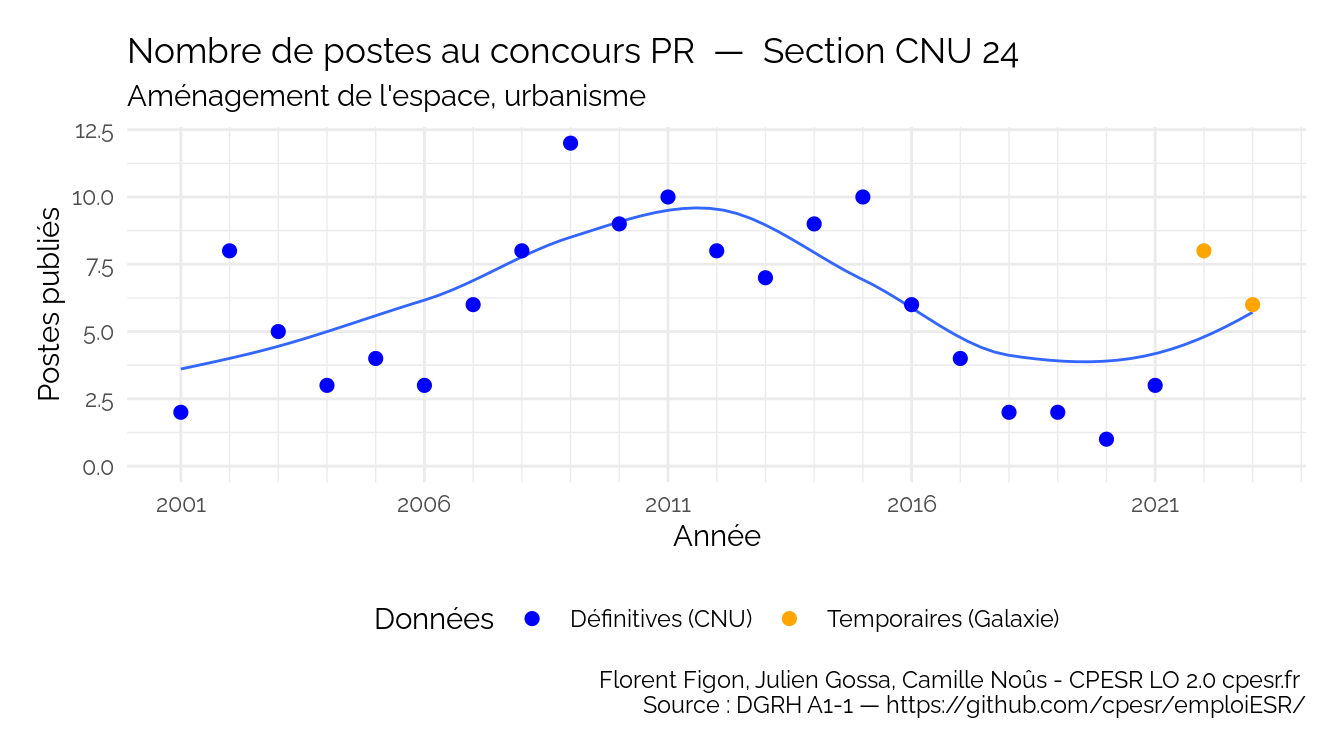 Nombre de postes au concours PR — Section CNU 24
Aménagement de l'espace, urbanisme
Postes publiés
12.5
10.0
7.5
5.0
2.5
0.0
2001 2006 2011 2016 2021
Année
Données Définitives (CNU) Temporaires (Galaxie)
Florent Figon, Julien Gossa, Camille Noûs - CPESR LO 2.0 cpesr.fr
Source : DGRH A1-1 — https://github.com/cpesr/emploiESR/